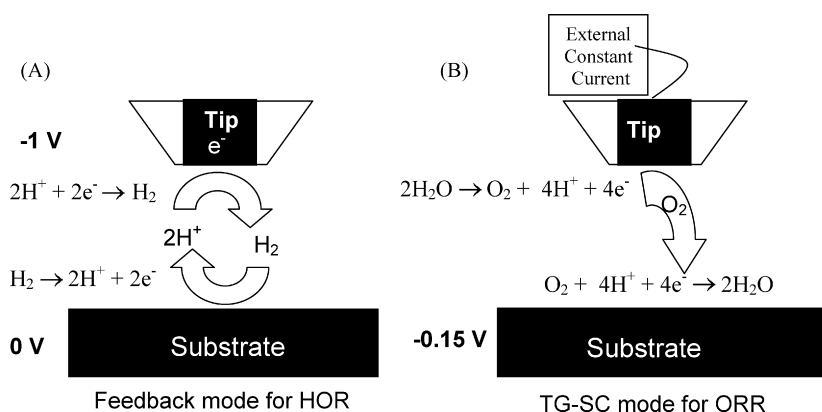 (A)
Tip
e⁻
-1 V
2H⁺ + 2e⁻ → H₂
2H⁺
H₂
H₂ → 2H⁺ + 2e⁻
0 V
Substrate
Feedback mode for HOR
(B)
External
Constant
Current
Tip
2H₂O → O₂ + 4H⁺ + 4e⁻
O₂
O₂ + 4H⁺ + 4e⁻ → 2H₂O
-0.15 V
Substrate
TG-SC mode for ORR